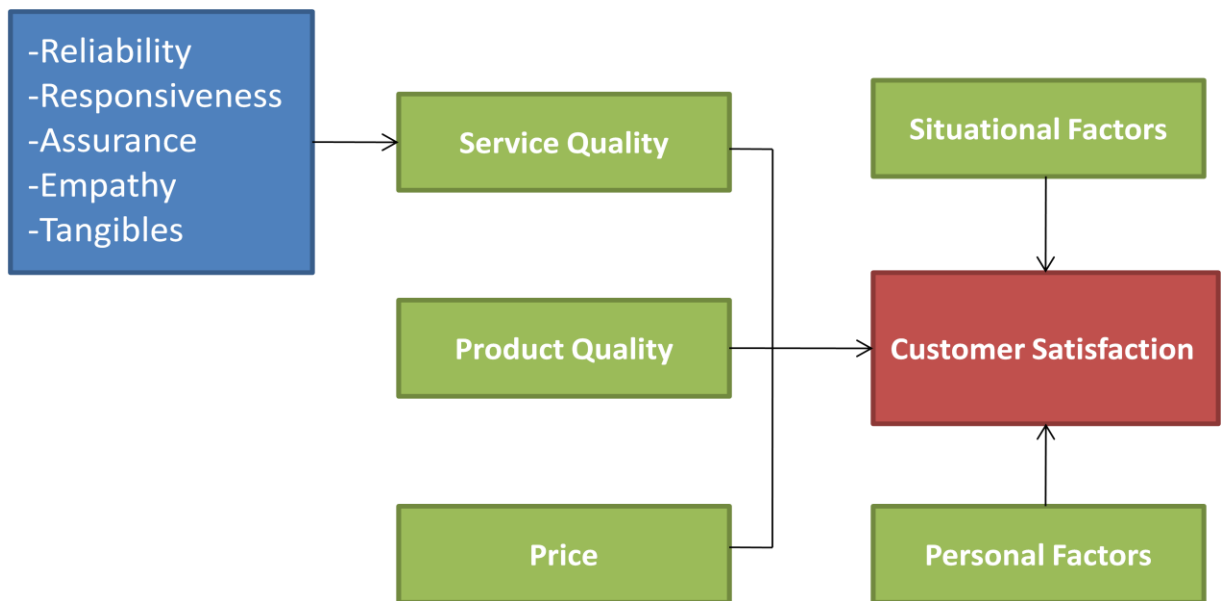 -Reliability
-Responsiveness
-Assurance
-Empathy
-Tangibles
Service Quality
Situational Factors
Product Quality
Customer Satisfaction
Price
Personal Factors